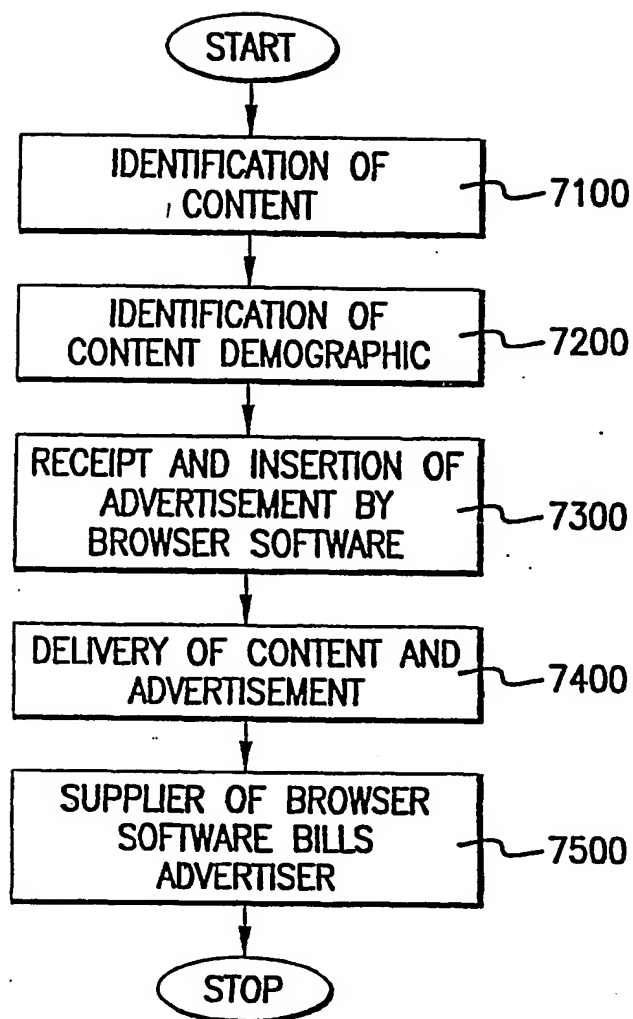 START
IDENTIFICATION OF
CONTENT
7100
IDENTIFICATION OF
CONTENT DEMOGRAPHIC
7200
RECEIPT AND INSERTION OF
ADVERTISEMENT BY
BROWSER SOFTWARE
7300
DELIVERY OF CONTENT AND
ADVERTISEMENT
7400
SUPPLIER OF BROWSER
SOFTWARE BILLS
ADVERTISER
7500
STOP